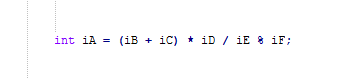 int iA = (iB + iC) * iD / iE % iF;